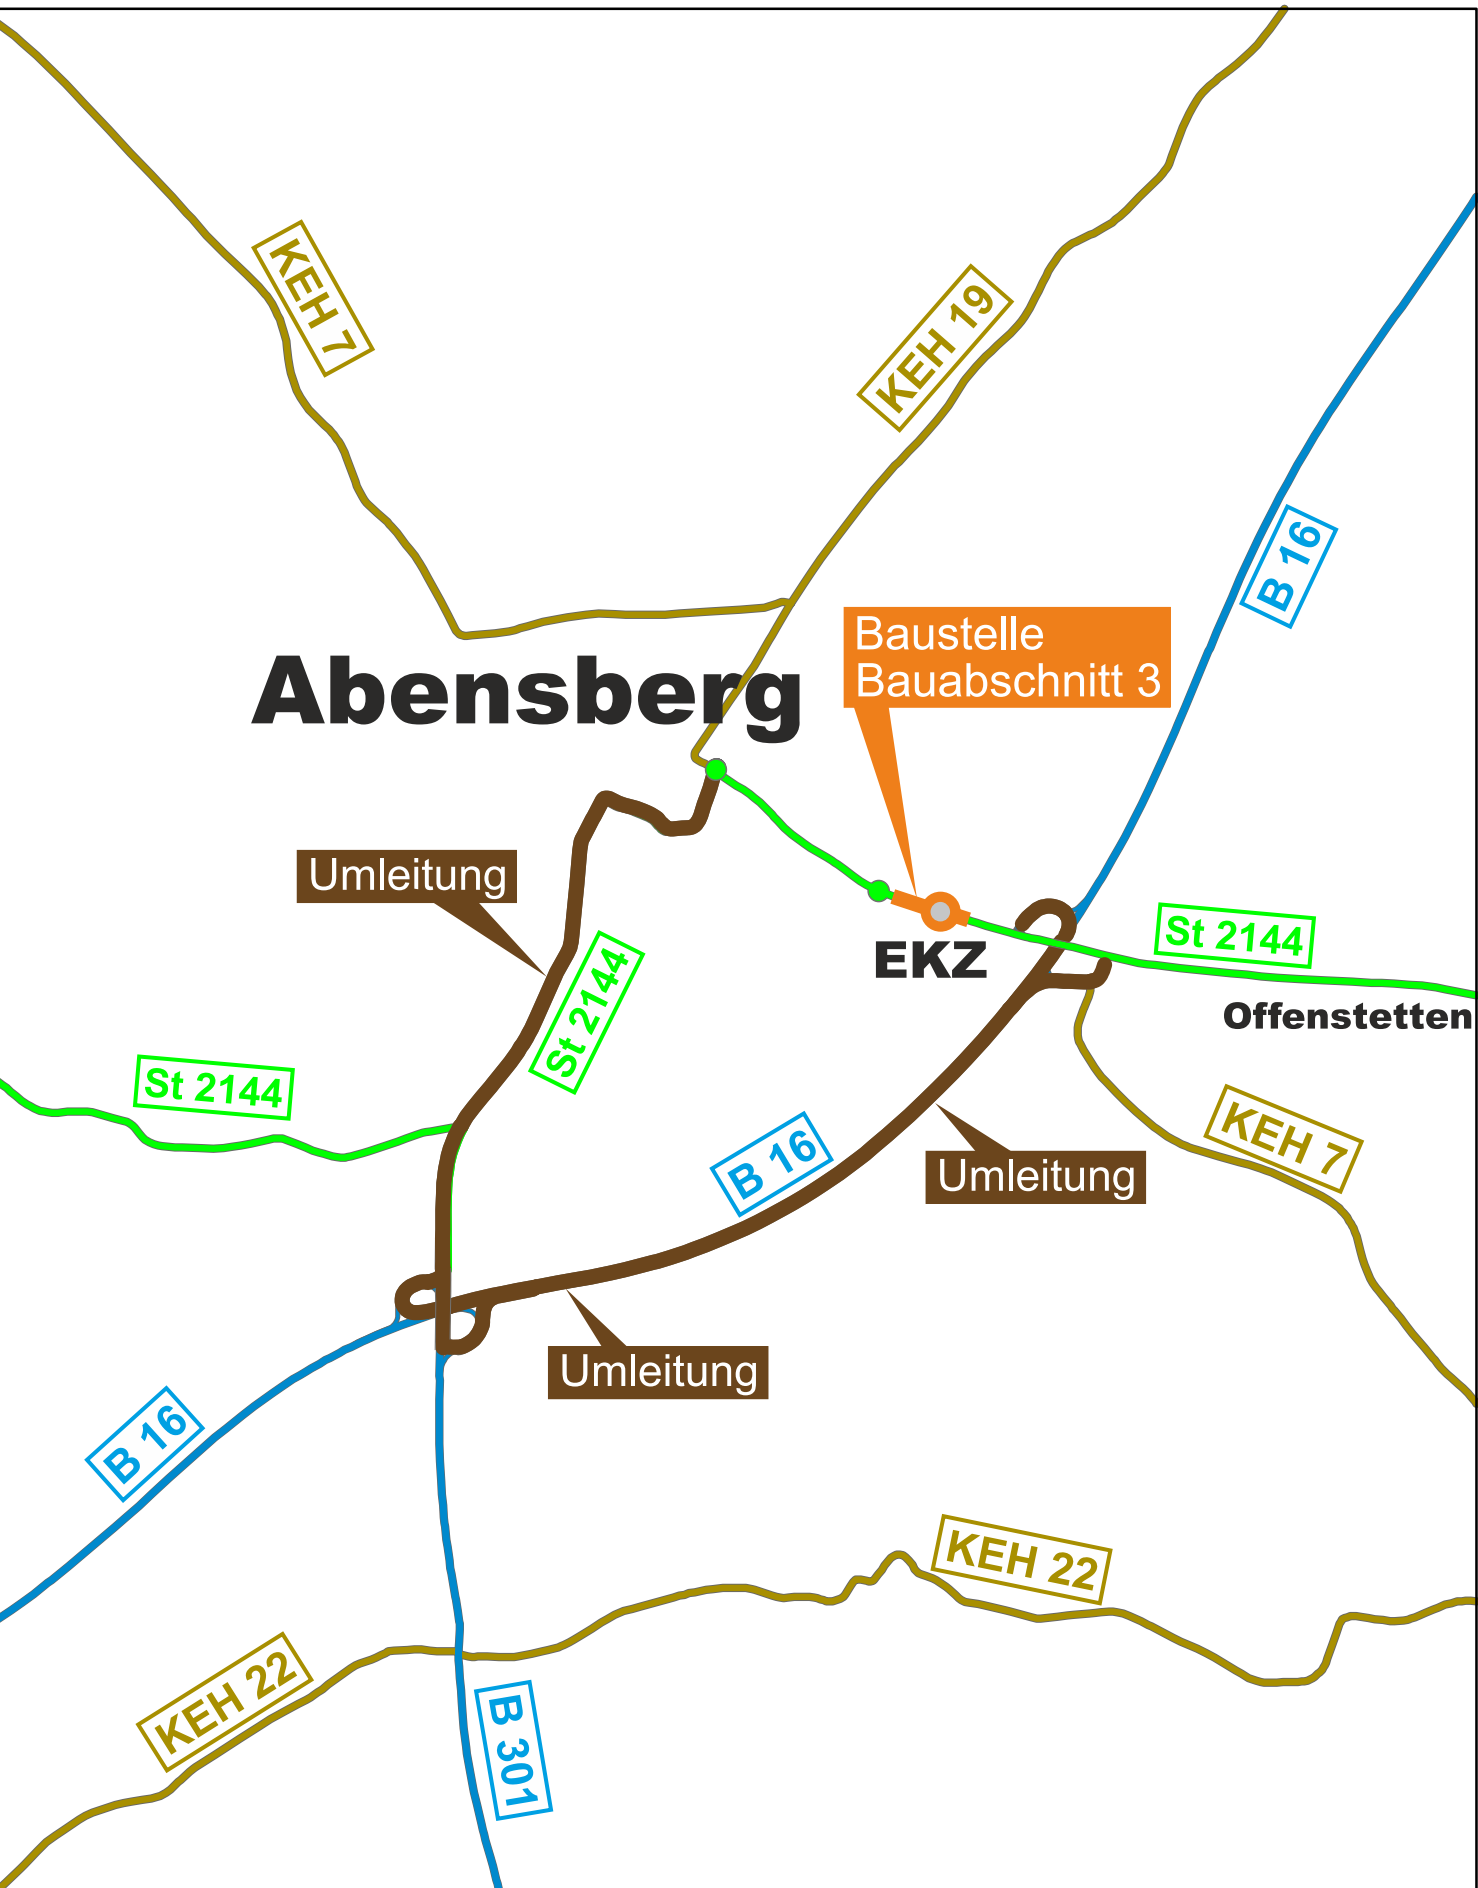 KEH 7
KEH 19
B 16
Baustelle
Bauabschnitt 3
Abensberg
Umleitung
St 2144
EKZ
St 2144
Offenstetten
St 2144
B 16
KEH 7
Umleitung
Umleitung
B 16
KEH 22
KEH 22
B 301